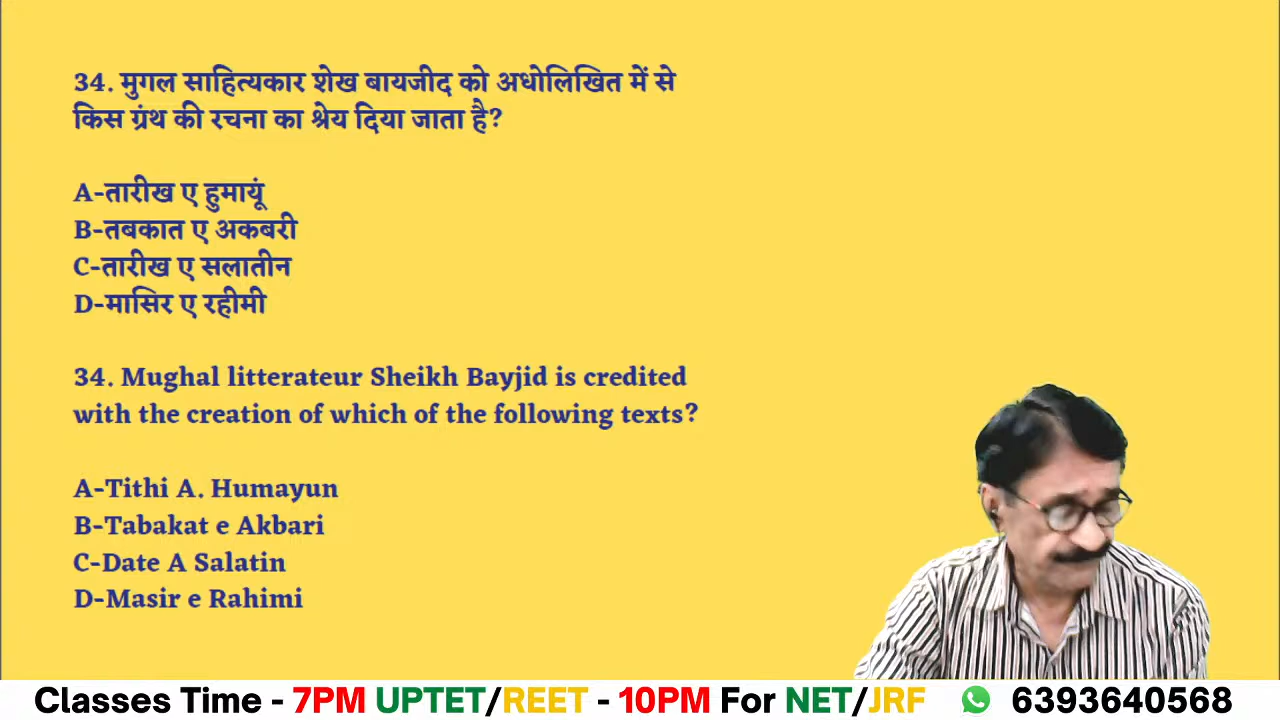 34. मुगल साहित्यकार शेख बायजीद को अधोलिखित में से
किस ग्रंथ की रचना का श्रेय दिया जाता है?
A-तारीख ए हुमायूं
B-तबकात ए अकबरी
C-तारीख ए सलातीन
D-मासिर ए रहीमी
34. Mughal litterateur Sheikh Bayjid is credited
with the creation of which of the following texts?
A-Tithi A. Humayun
B-Tabakat e Akbari
C-Date A Salatin
D-Masir e Rahimi
Classes Time - 7PM UPTET/REET - 10PM For NET/JRF 6393640568